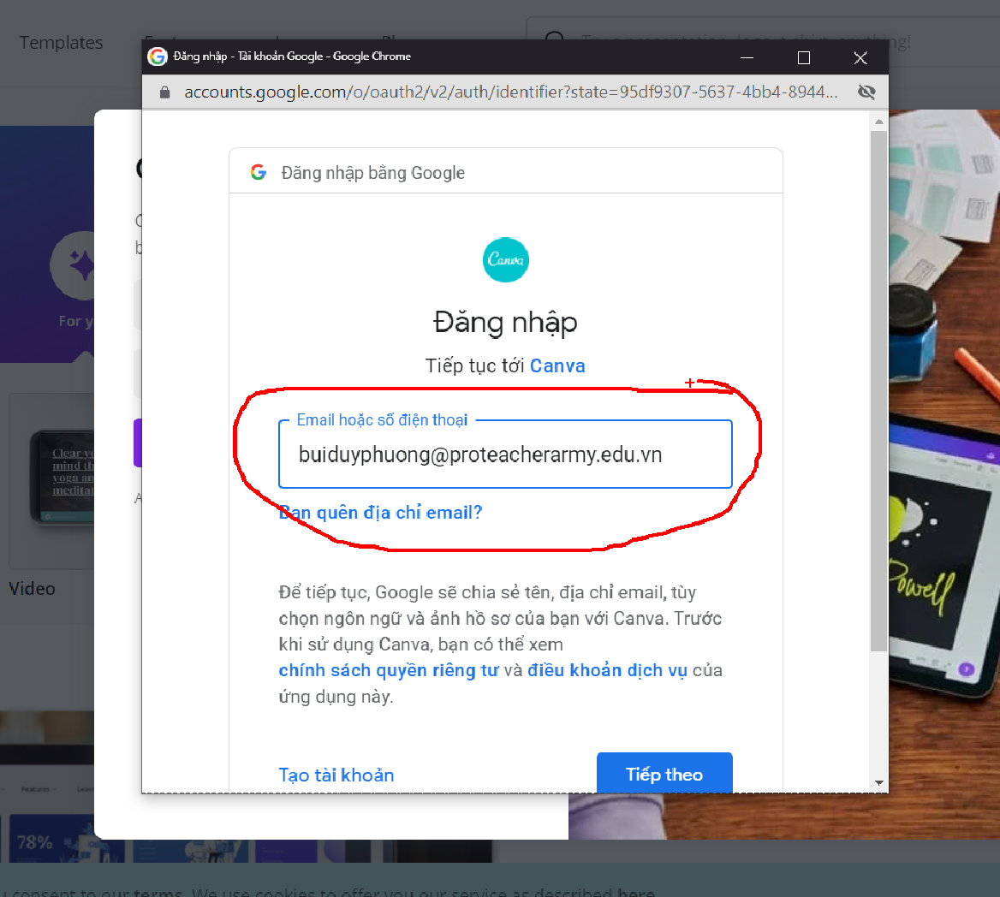 Templates
Đăng nhập - Tài khoản Google - Google Chrome
accounts.google.com/o/oauth2/v2/auth/identifier?state=95df9307-5637-4bb4-8944...
Đăng nhập bằng Google
Canva
Đăng nhập
Tiếp tục tới Canva
Email hoặc số điện thoại
buiduyphuong@proteacherarmy.edu.vn
Bạn quên địa chỉ email?
For y
Clear yo
mind th
yoga an
meditat
Video
Để tiếp tục, Google sẽ chia sẻ tên, địa chỉ email, tùy
chọn ngôn ngữ và ảnh hồ sơ của bạn với Canva. Trước
khi sử dụng Canva, bạn có thể xem
chính sách quyền riêng tư và điều khoản dịch vụ của
ứng dụng này.
Powell
Tạo tài khoản
Tiếp theo
Features
78%
u consent to our terms. We use cookies to offer you our service as described here.